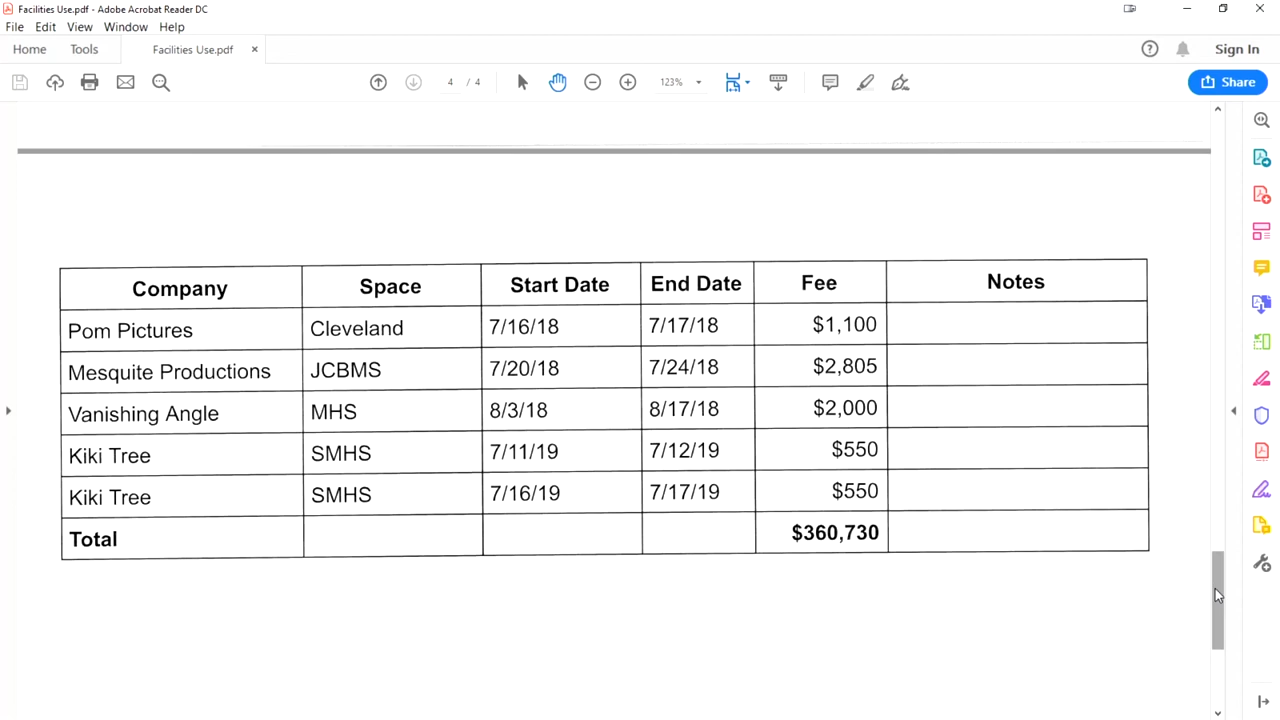 Facilities Use.pdf - Adobe Acrobat Reader DC
File Edit View Window Help
Home Tools Facilities Use.pdf × Sign In
4 / 4 123% Share
Company Space Start Date End Date Fee Notes
Pom Pictures Cleveland 7/16/18 7/17/18 $1,100
Mesquite Productions JCBMS 7/20/18 7/24/18 $2,805
Vanishing Angle MHS 8/3/18 8/17/18 $2,000
Kiki Tree SMHS 7/11/19 7/12/19 $550
Kiki Tree SMHS 7/16/19 7/17/19 $550
Total $360,730